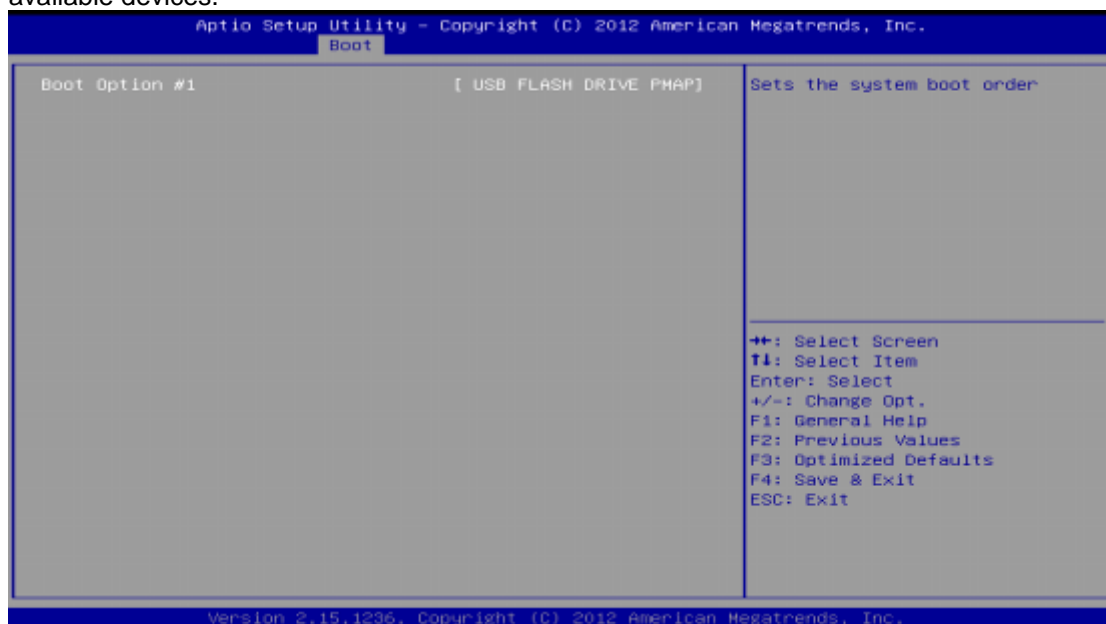 available devices.
Aptio Setup Utility – Copyright (C) 2012 American Megatrends, Inc.
Boot
Boot Option #1 [ USB FLASH DRIVE PMAP]
Sets the system boot order
→←: Select Screen
↑↓: Select Item
Enter: Select
+/-: Change Opt.
F1: General Help
F2: Previous Values
F3: Optimized Defaults
F4: Save & Exit
ESC: Exit
Version 2.15.1236. Copyright (C) 2012 American Megatrends, Inc.